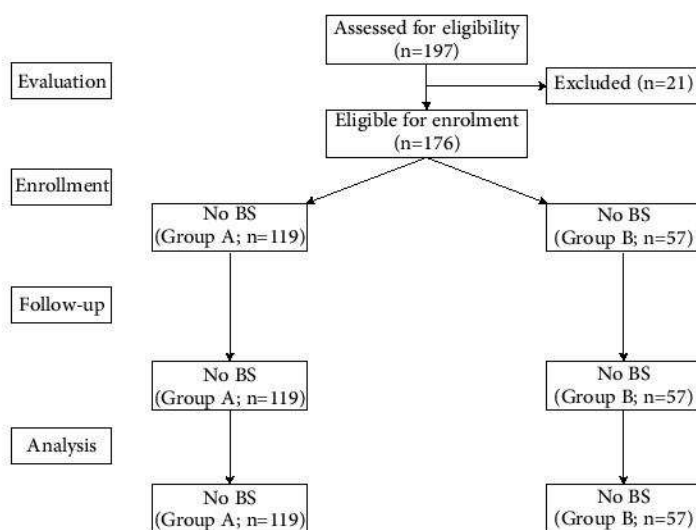 Assessed for eligibility
(n=197)
Evaluation
Excluded (n=21)
Eligible for enrolment
(n=176)
Enrollment
No BS
(Group A; n=119)
No BS
(Group B; n=57)
Follow-up
No BS
(Group A; n=119)
No BS
(Group B; n=57)
Analysis
No BS
(Group A; n=119)
No BS
(Group B; n=57)